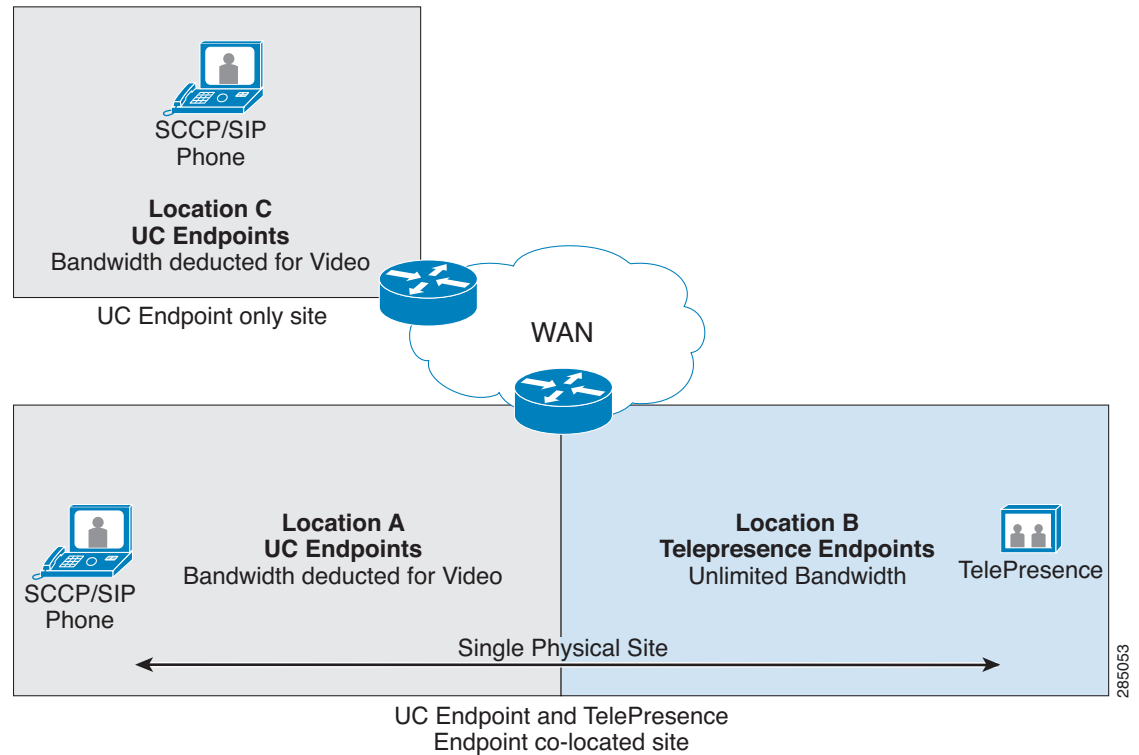 SCCP/SIP
Phone
Location C
UC Endpoints
Bandwidth deducted for Video
UC Endpoint only site
WAN
SCCP/SIP
Phone
Location A
UC Endpoints
Bandwidth deducted for Video
Location B
Telepresence Endpoints
Unlimited Bandwidth
TelePresence
Single Physical Site
285053
UC Endpoint and TelePresence
Endpoint co-located site